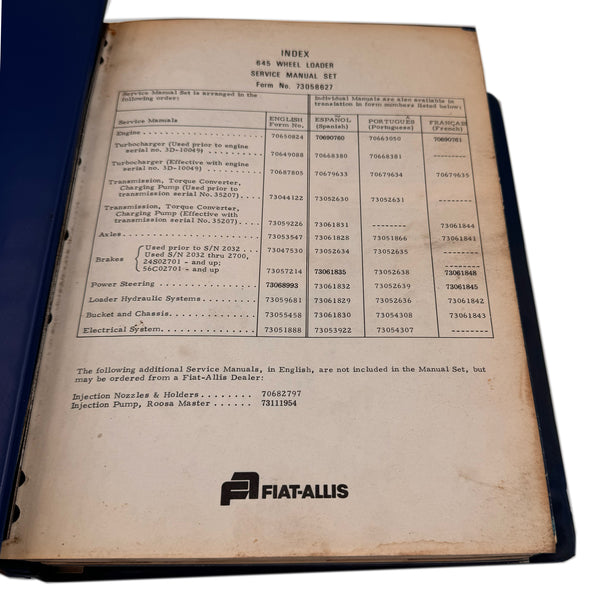 INDEX
645 WHEEL LOADER
SERVICE MANUAL SET
Form No. 73058627
Service Manual Set is arranged in the following order:
Individual Manuals are also available in translation in form numbers listed below:
Service Manuals ENGLISH Form No. ESPAÑOL (Spanish) PORTUGUES (Portuguese) FRANÇAIS (French)
Engine 70650824 70690760 70663050 70690761
Turbocharger (Used prior to engine
serial no. 3D-10049) 70649088 70668380 70668381 --------
Turbocharger (Effective with engine
serial no. 3D-10049) 70687805 70679633 70679634 70679635
Transmission, Torque Converter,
Charging Pump (Used prior to
transmission serial No. 35207) 73044122 73052630 73052631 --------
Transmission, Torque Converter,
Charging Pump (Effective with
transmission serial No. 35207) 73059226 73061831 -------- 73061844
Axles 73053547 73061828 73051866 73061841
Brakes
Used prior to S/N 2032 ... 73047530 73052634 73052635 --------
Used S/N 2032 thru 2700,
24S02701 - and up;
56C02701 - and up 73057214 73061835 73052638 73061848
Power Steering 73068993 73061832 73052639 73061845
Loader Hydraulic Systems 73059681 73061829 73052636 73061842
Bucket and Chassis 73055458 73061830 73054308 73061843
Electrical System 73051888 73053922 73054307 --------
The following additional Service Manuals, in English, are not included in the Manual Set, but
may be ordered from a Fiat-Allis Dealer:
Injection Nozzles & Holders ........ 70682797
Injection Pump, Roosa Master ...... 73111954
FIAT-ALLIS